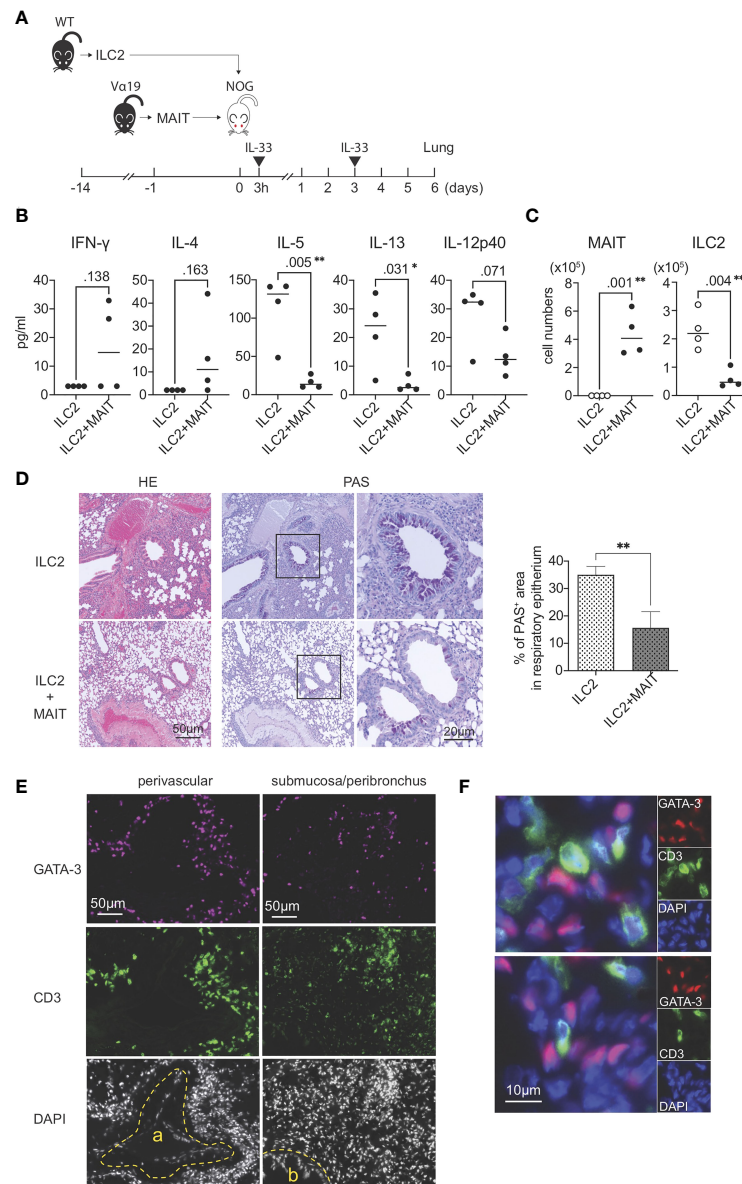 A
WT
ILC2
Vα19
NOG
MAIT
IL-33
IL-33
Lung
-14
-1
0
3h
1
2
3
4
5
6
(days)
B
IFN-γ
IL-4
IL-5
IL-13
IL-12p40
pg/ml
.138
.163
.005 **
.031 *
.071
40
30
20
10
0
50
40
30
20
10
0
150
100
50
0
40
30
20
10
0
40
30
20
10
0
ILC2
ILC2+MAIT
ILC2
ILC2+MAIT
ILC2
ILC2+MAIT
ILC2
ILC2+MAIT
ILC2
ILC2+MAIT
C
MAIT
ILC2
(x10⁵)
(x10⁵)
cell numbers
.001 **
.004 **
8
6
4
2
0
4
3
2
1
0
ILC2
ILC2+MAIT
ILC2
ILC2+MAIT
D
HE
PAS
ILC2
ILC2
+
MAIT
50μm
20μm
% of PAS⁺ area
in respiratory epitherium
**
40
30
20
10
0
ILC2
ILC2+MAIT
E
perivascular
submucosa/peribronchus
GATA-3
50μm
50μm
CD3
DAPI
a
b
F
GATA-3
CD3
DAPI
GATA-3
CD3
DAPI
10μm